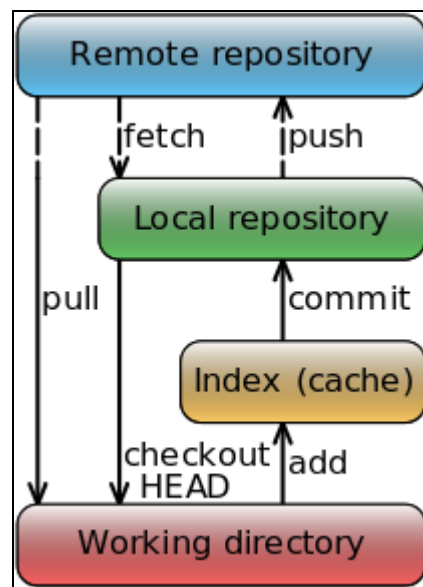 Remote repository
fetch
push
Local repository
pull
commit
Index (cache)
checkout
HEAD
add
Working directory